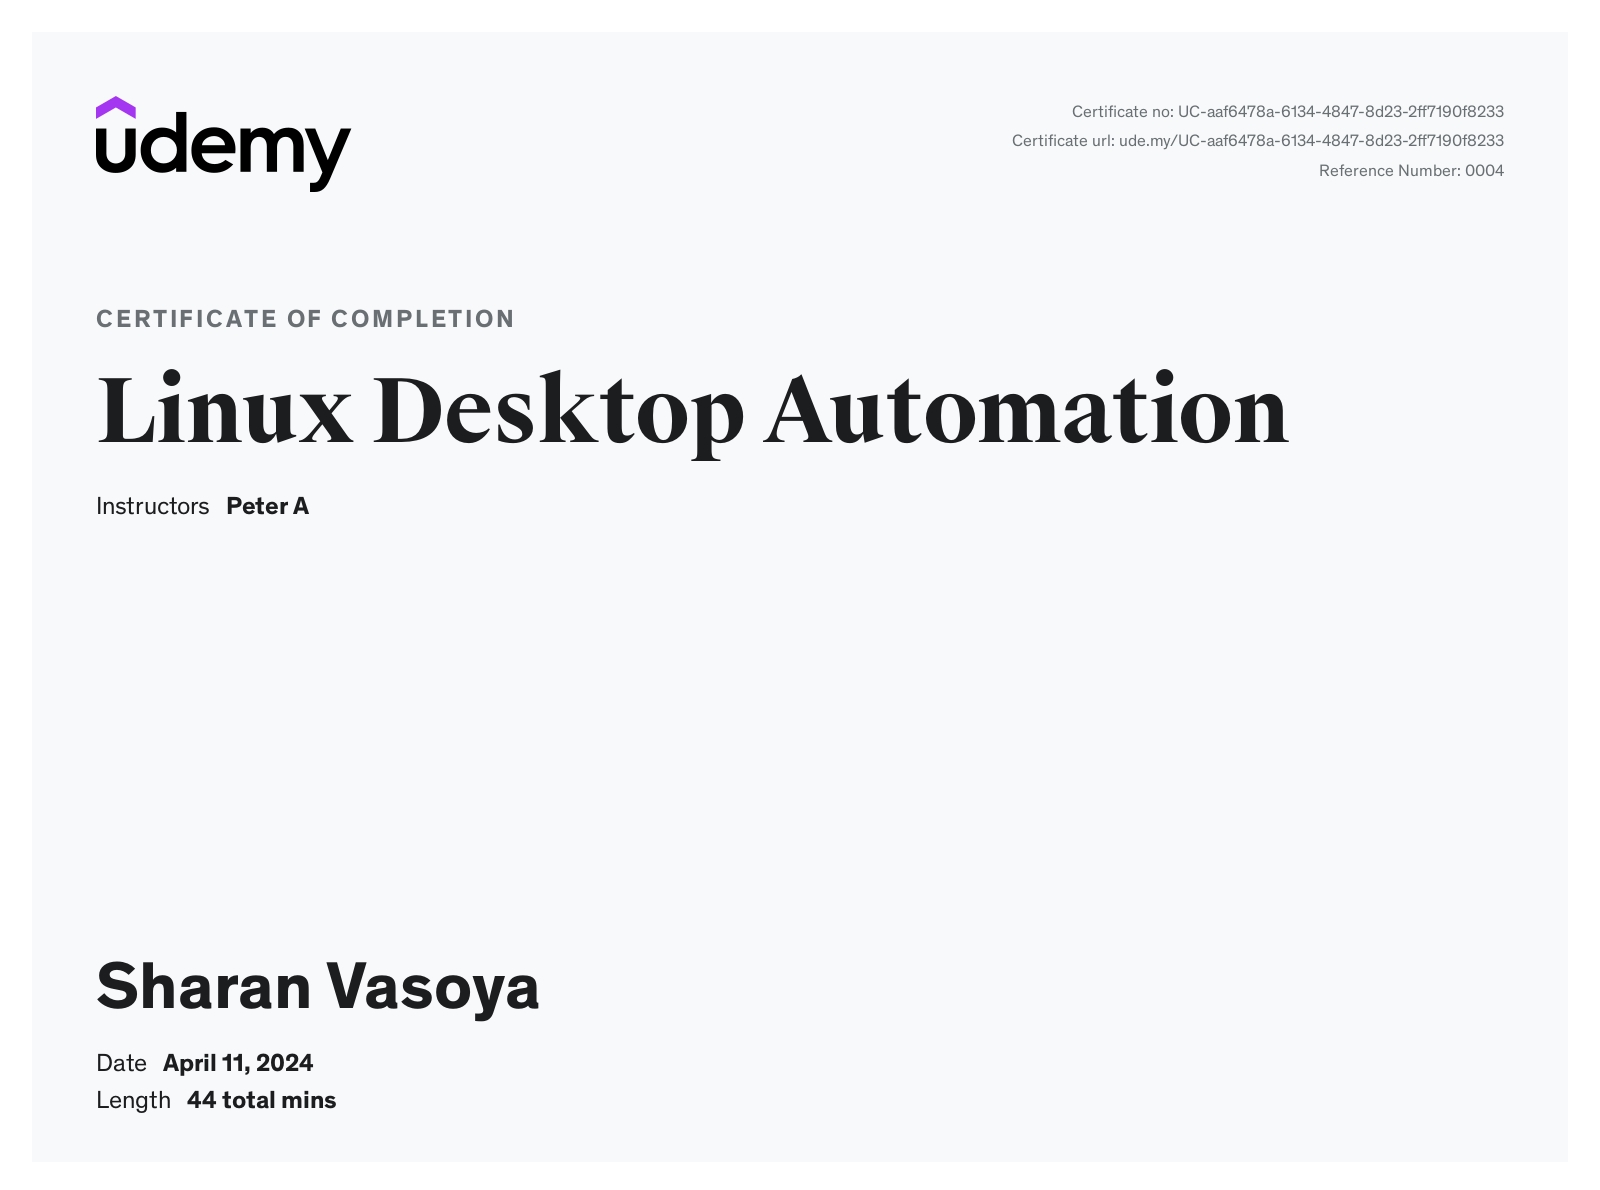 udemy
Certificate no: UC-aaf6478a-6134-4847-8d23-2ff7190f8233
Certificate url: ude.my/UC-aaf6478a-6134-4847-8d23-2ff7190f8233
Reference Number: 0004
CERTIFICATE OF COMPLETION
Linux Desktop Automation
Instructors Peter A
Sharan Vasoya
Date April 11, 2024
Length 44 total mins